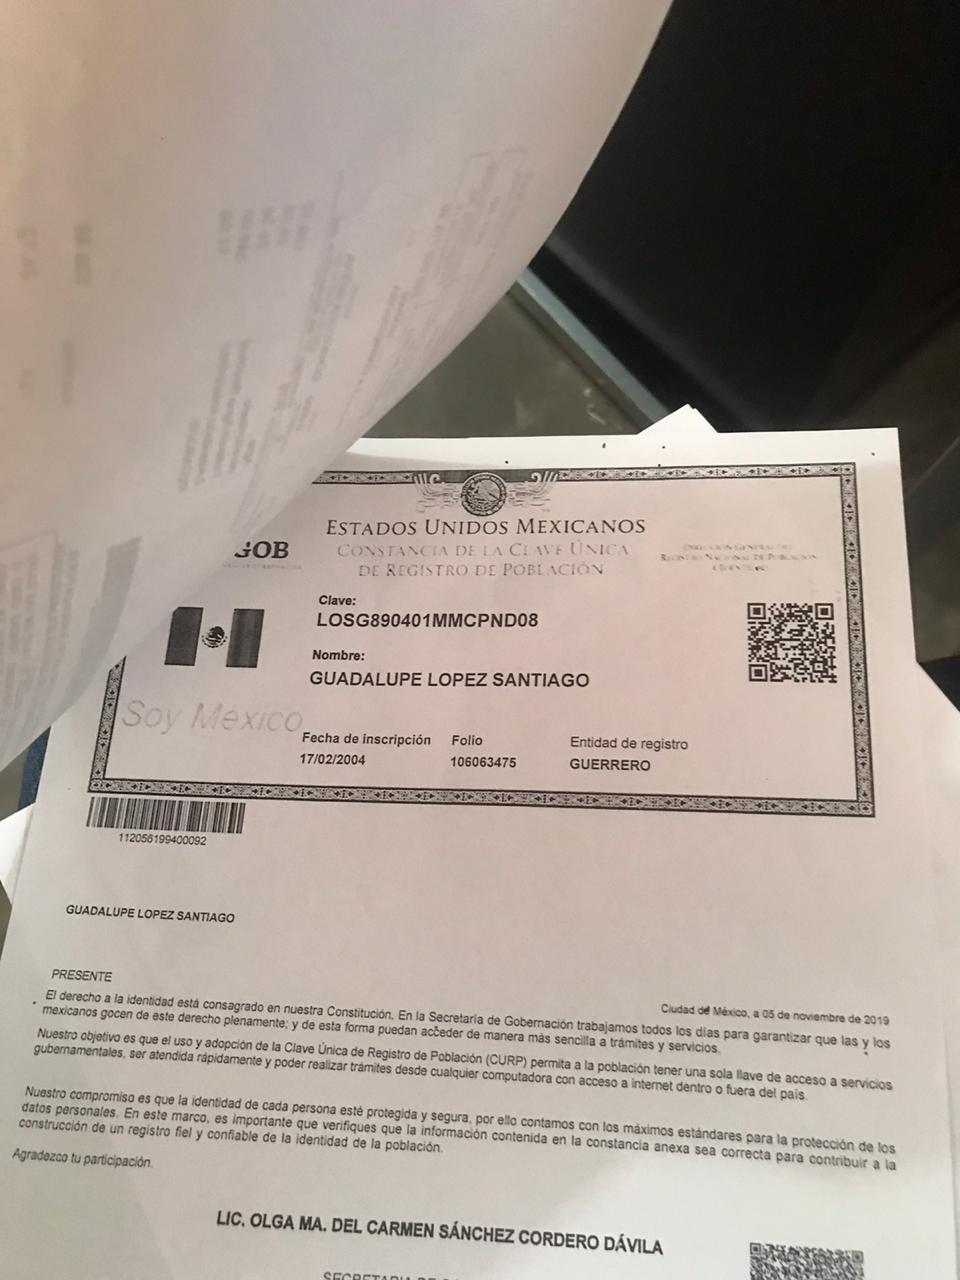 ESTADOS UNIDOS MEXICANOS
GOB
CONSTANCIA DE LA CLAVE ÚNICA
DE REGISTRO DE POBLACIÓN
DIRECCIÓN GENERAL DEL
REGISTRO NACIONAL DE POBLACIÓN
Clave:
LOSG890401MMCPND08
Nombre:
GUADALUPE LOPEZ SANTIAGO
Soy México
Fecha de inscripción Folio Entidad de registro
17/02/2004 106063475 GUERRERO
112056199400092
GUADALUPE LOPEZ SANTIAGO
PRESENTE
Ciudad de México, a 05 de noviembre de 2019
El derecho a la identidad está consagrado en nuestra Constitución. En la Secretaría de Gobernación trabajamos todos los días para garantizar que las y los
mexicanos gocen de este derecho plenamente; y de esta forma puedan acceder de manera más sencilla a trámites y servicios.
Nuestro objetivo es que el uso y adopción de la Clave Única de Registro de Población (CURP) permita a la población tener una sola llave de acceso a servicios
gubernamentales, ser atendida rápidamente y poder realizar trámites desde cualquier computadora con acceso a internet dentro o fuera del país.
Nuestro compromiso es que la identidad de cada persona esté protegida y segura, por ello contamos con los máximos estándares para la protección de los
datos personales. En este marco, es importante que verifiques que la información contenida en la constancia anexa sea correcta para contribuir a la
construcción de un registro fiel y confiable de la identidad de la población.
Agradezco tu participación.
LIC. OLGA MA. DEL CARMEN SÁNCHEZ CORDERO DÁVILA